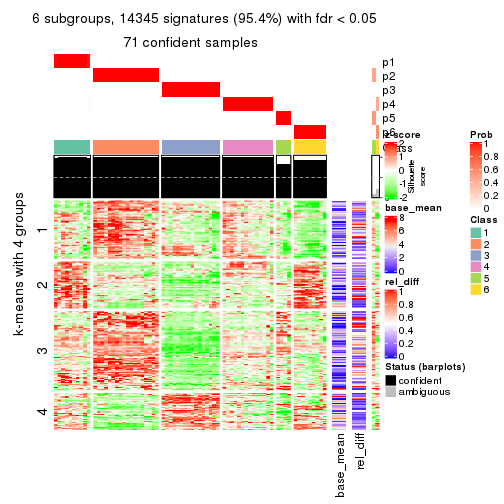 6 subgroups, 14345 signatures (95.4%) with fdr < 0.05
71 confident samples
p1
p2
p3
p4
p5
p6
Class
k-means with 4 groups
1
2
3
4
z-score
2
1
0
-1
-2
Silhouette
score
base_mean
8
6
4
2
0
rel_diff
1
0.8
0.6
0.4
0.2
0
Status (barplots)
confident
ambiguous
Prob
1
0.8
0.6
0.4
0.2
0
Class
1
2
3
4
5
6
base_mean
rel_diff